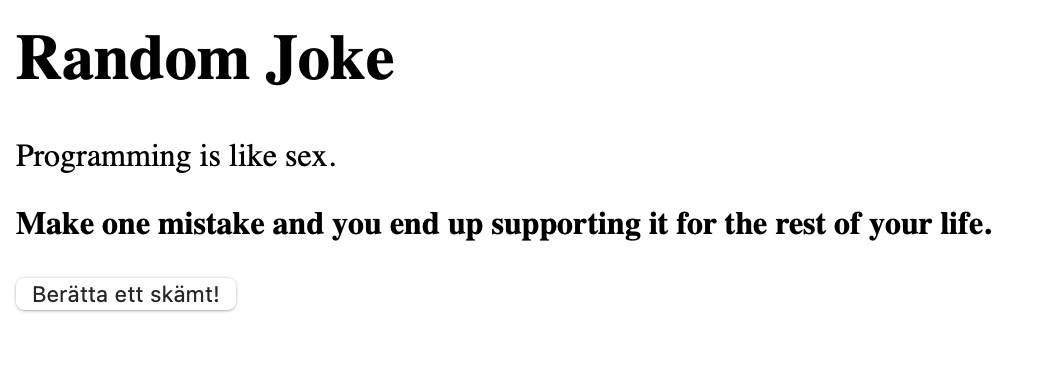 Random Joke
Programming is like sex.
Make one mistake and you end up supporting it for the rest of your life.
Berätta ett skämt!